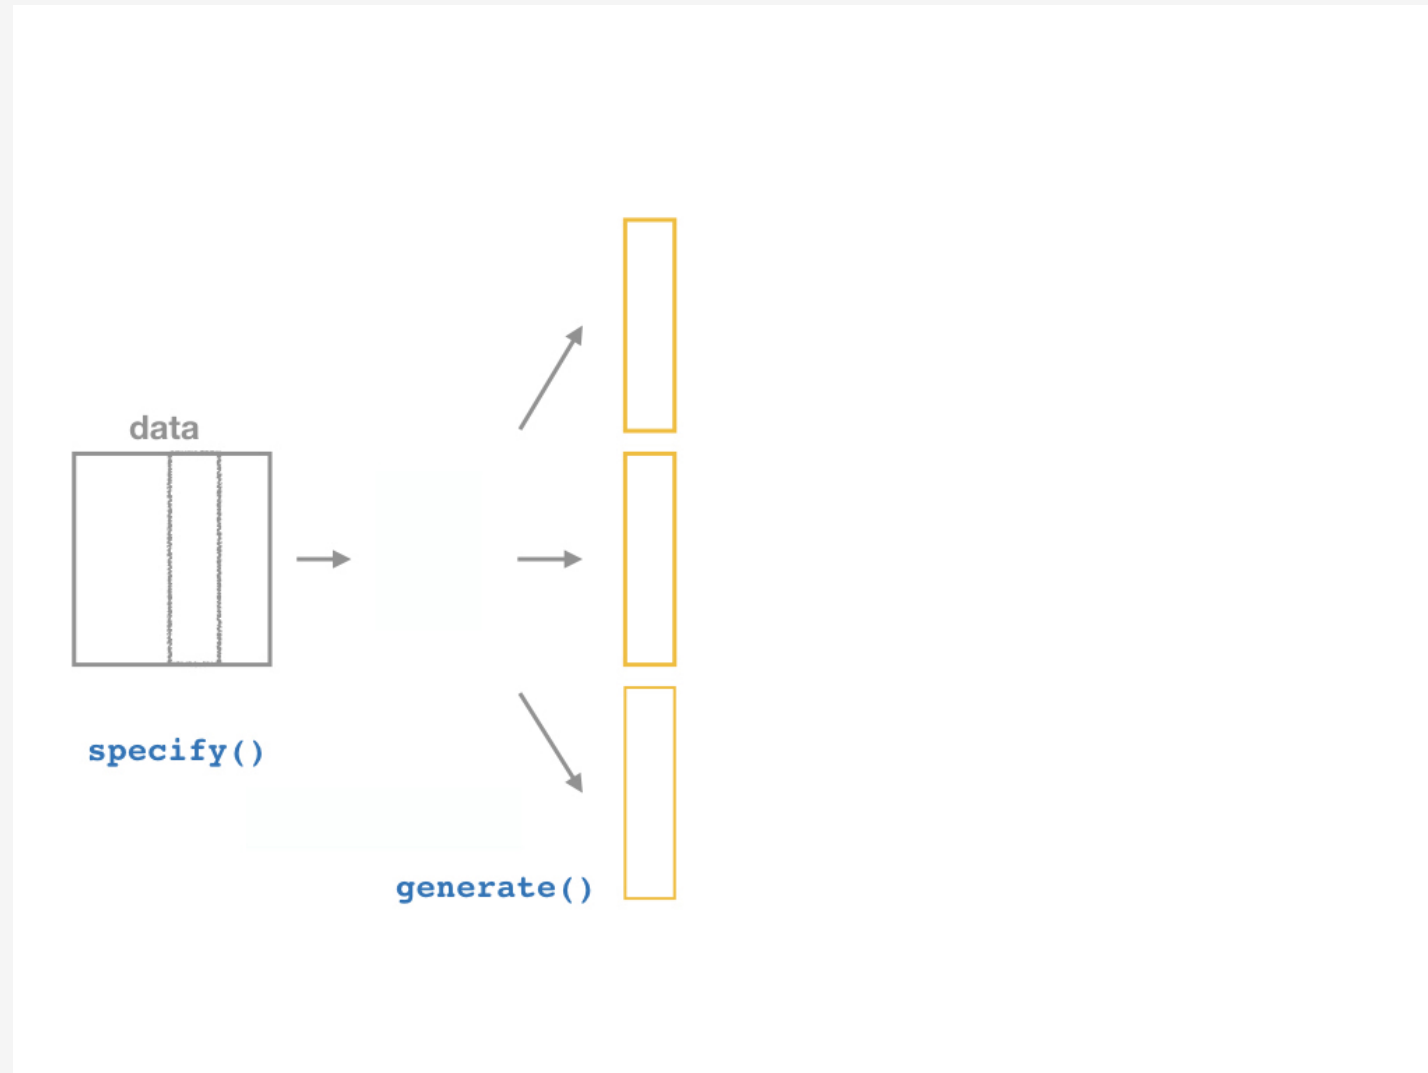 data
specify()
generate()